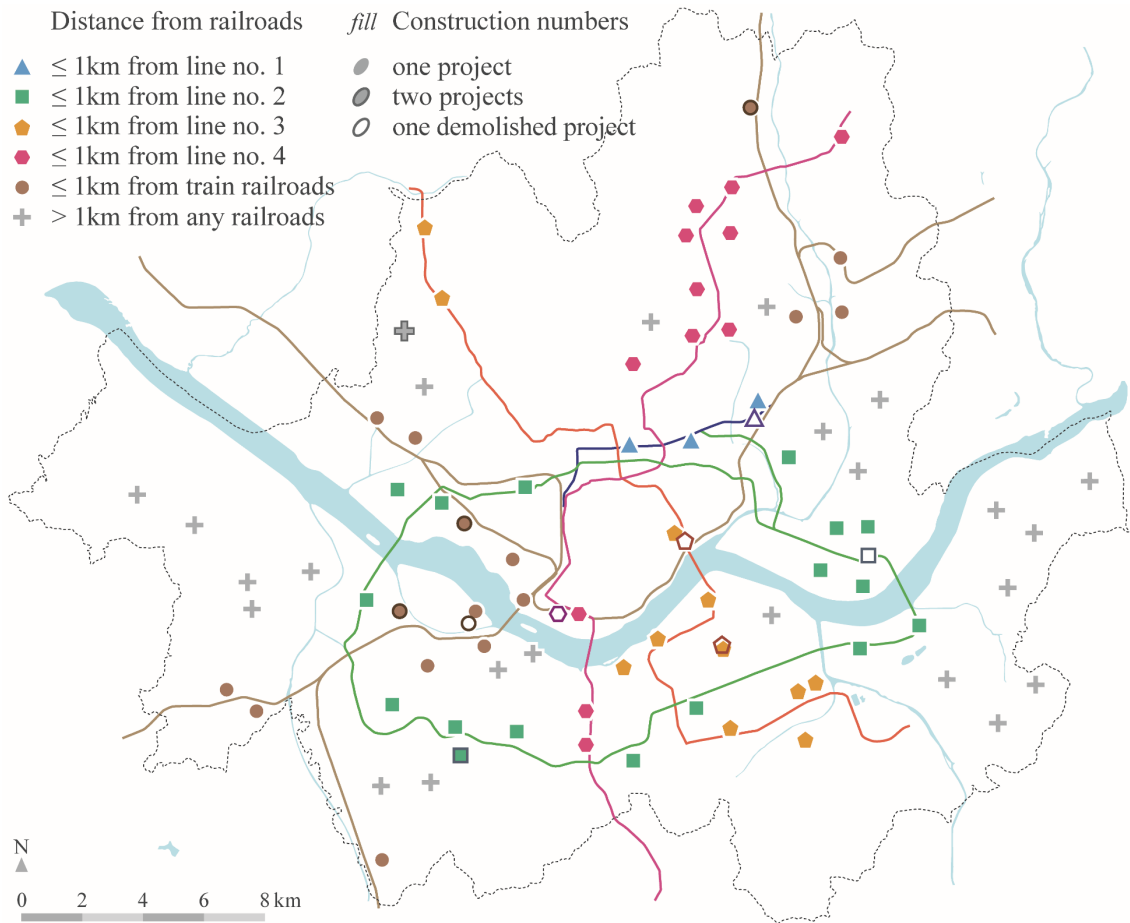 Distance from railroads
≤ 1km from line no. 1
≤ 1km from line no. 2
≤ 1km from line no. 3
≤ 1km from line no. 4
≤ 1km from train railroads
> 1km from any railroads
fill Construction numbers
one project
two projects
one demolished project
N
0 2 4 6 8 km